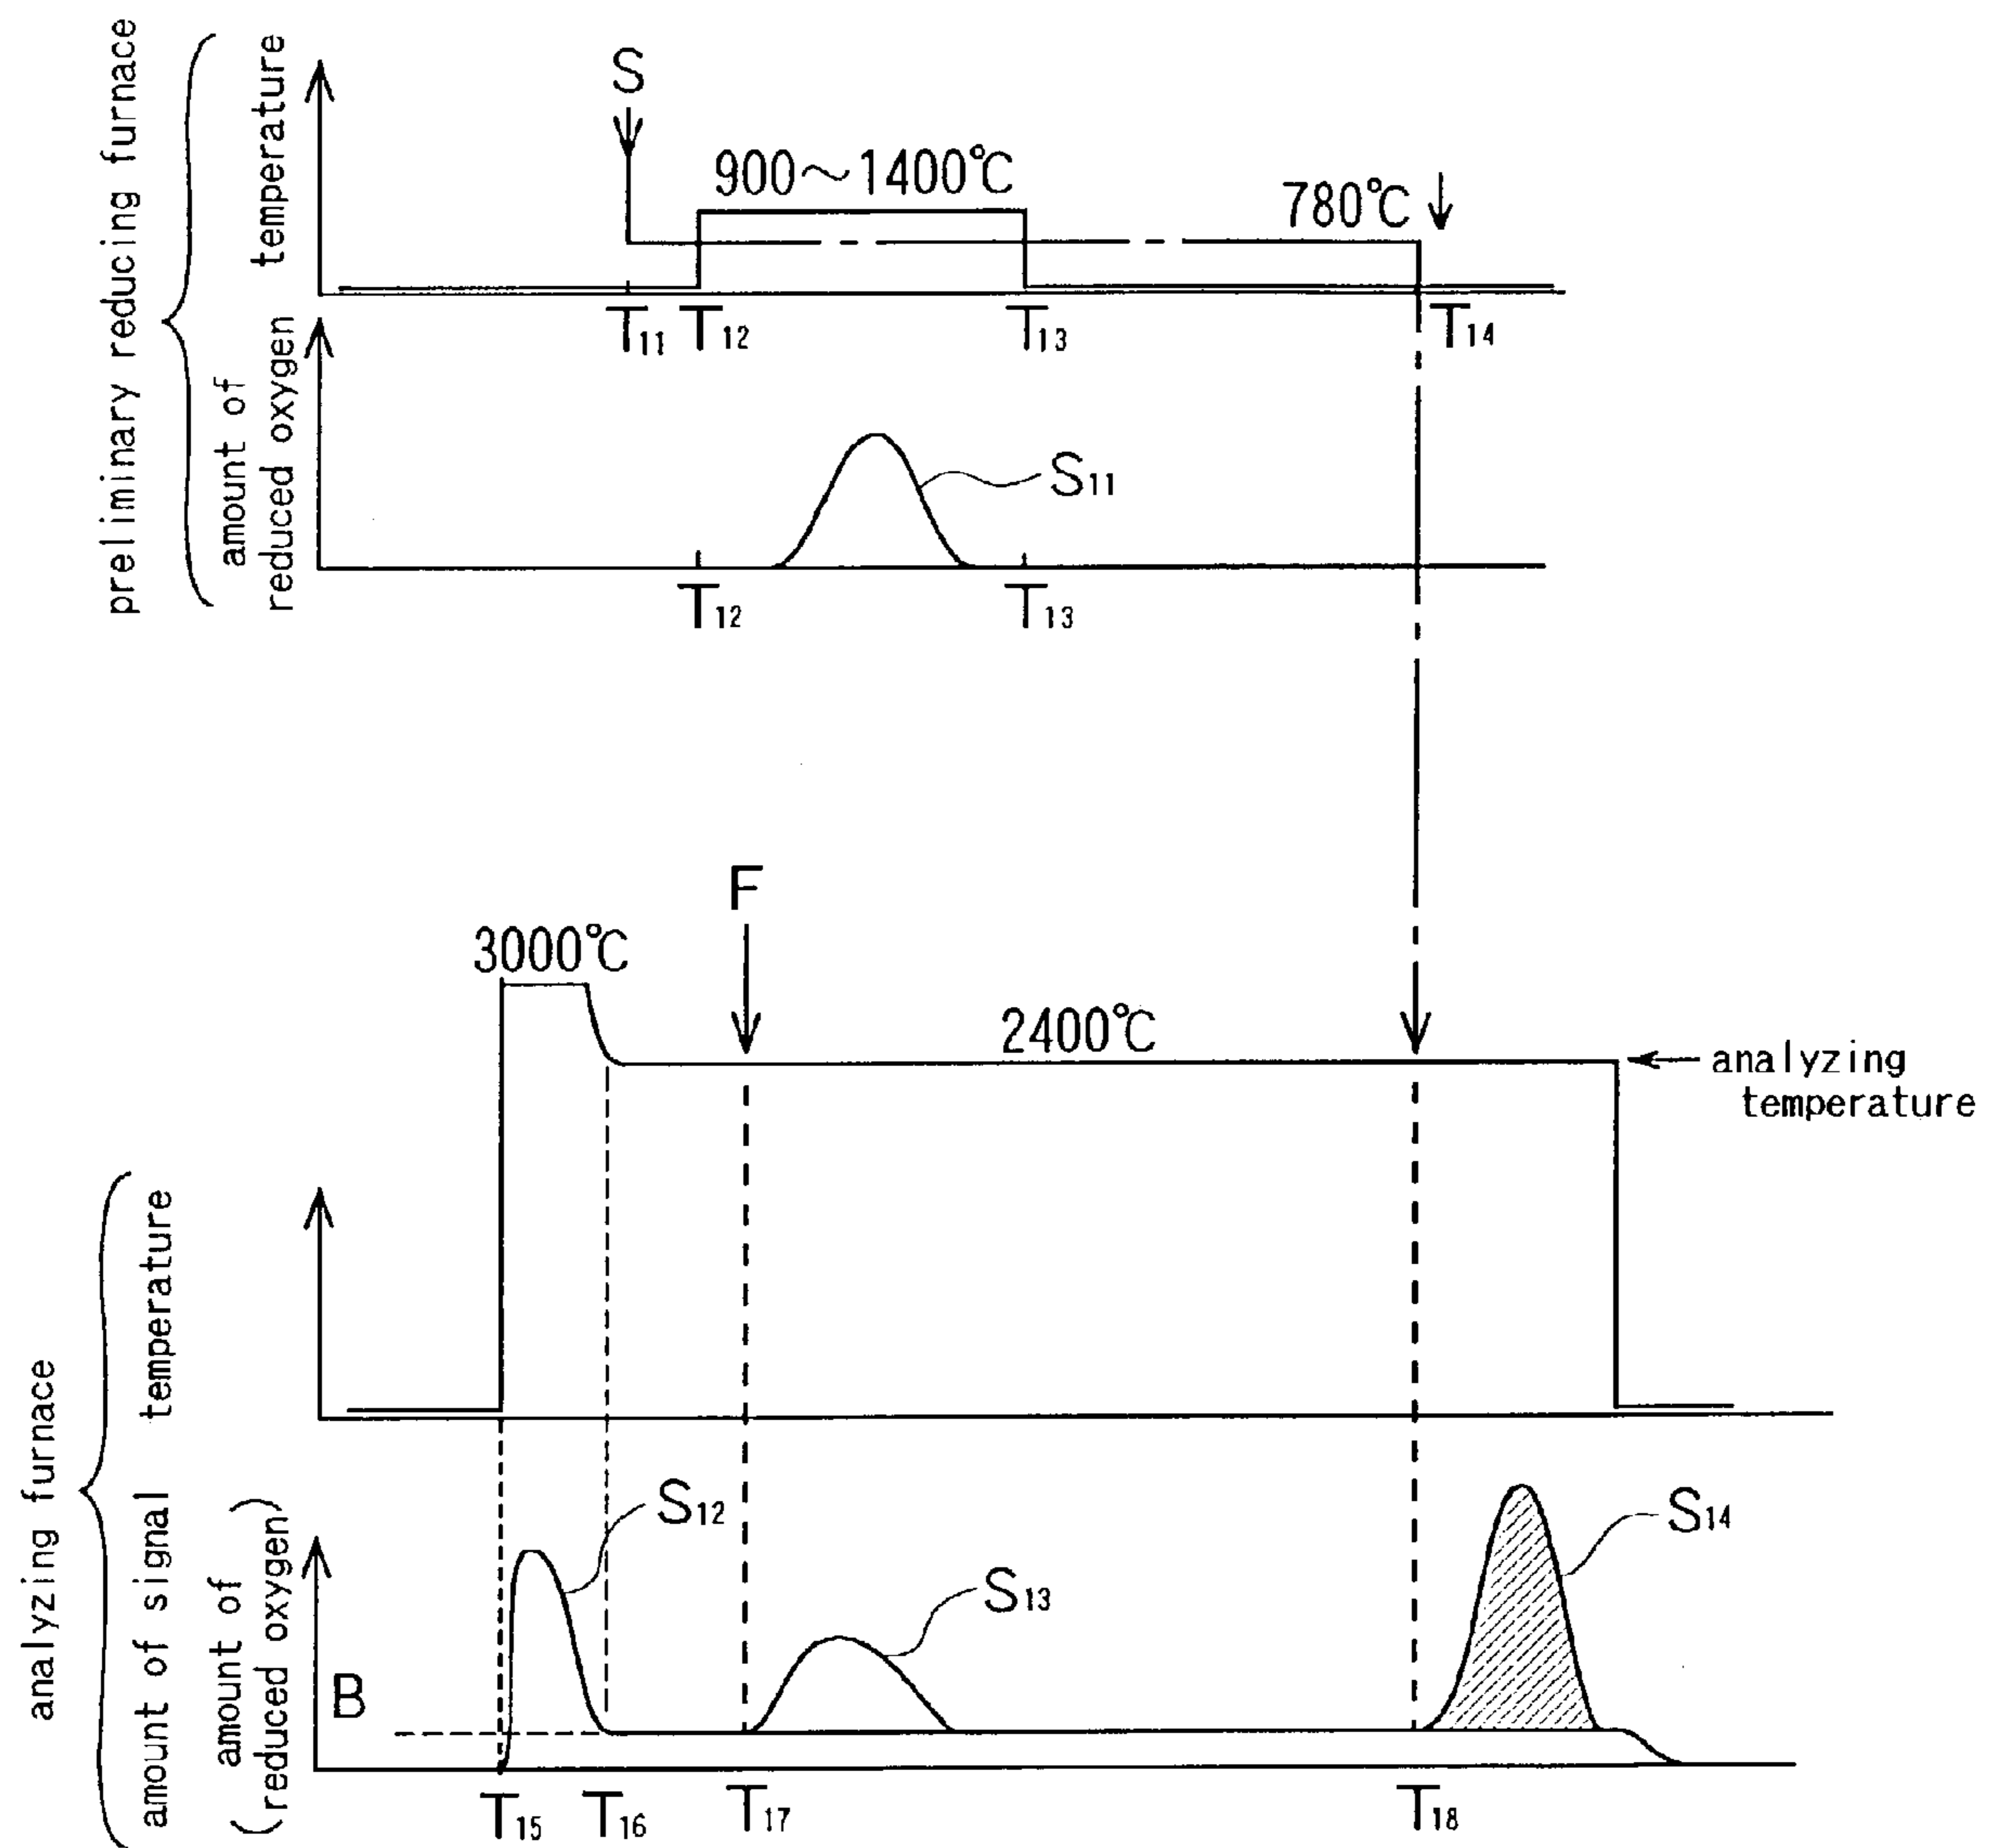 preliminary reducing furnace
temperature
S
900～1400℃
780℃
T11 T12 T13 T14
amount of
reduced oxygen
S11
T12 T13
F
3000℃
2400℃
analyzing
temperature
analyzing furnace
temperature
amount of signal
(amount of
reduced oxygen)
S12
S13
S14
B
T15 T16 T17 T18